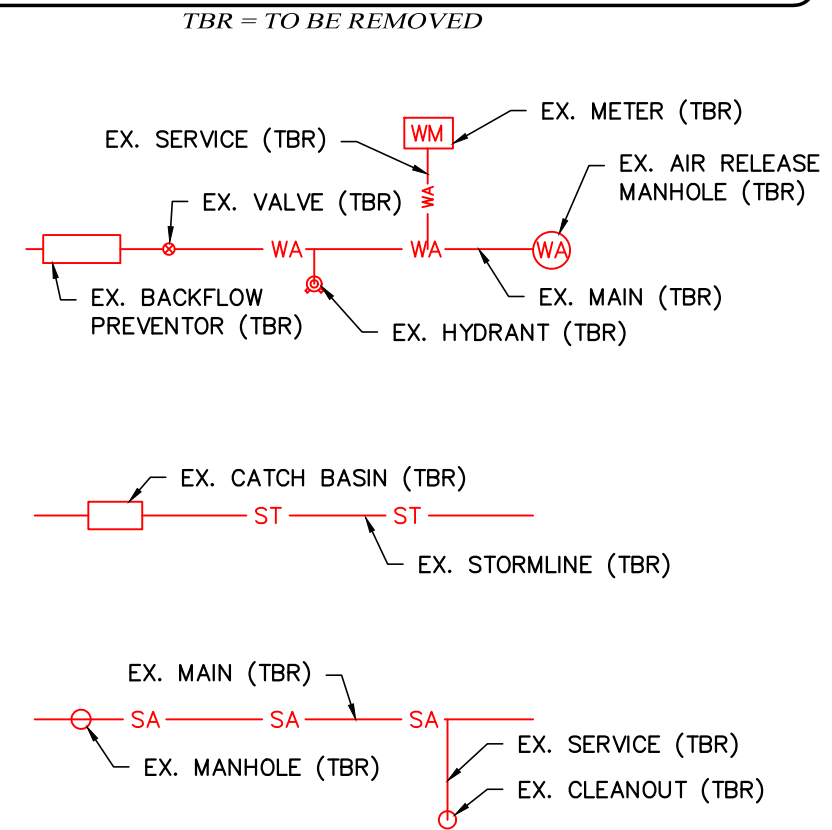 TBR = TO BE REMOVED
EX. METER (TBR)
WM
EX. SERVICE (TBR)
EX. AIR RELEASE
MANHOLE (TBR)
WA
EX. VALVE (TBR)
WA
WA
WA
EX. BACKFLOW
PREVENTOR (TBR)
EX. MAIN (TBR)
EX. HYDRANT (TBR)
EX. CATCH BASIN (TBR)
ST
ST
EX. STORMLINE (TBR)
EX. MAIN (TBR)
SA
SA
SA
EX. MANHOLE (TBR)
EX. SERVICE (TBR)
EX. CLEANOUT (TBR)